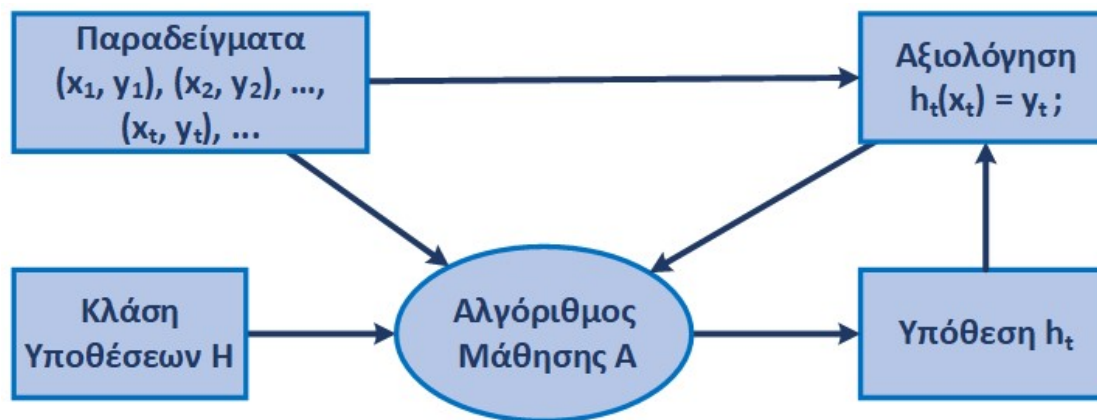 Παραδείγματα
(x₁, y₁), (x₂, y₂), ...,
(xₜ, yₜ), ...
Αξιολόγηση
hₜ(xₜ) = yₜ ;
Κλάση
Υποθέσεων Η
Αλγόριθμος
Μάθησης Α
Υπόθεση hₜ